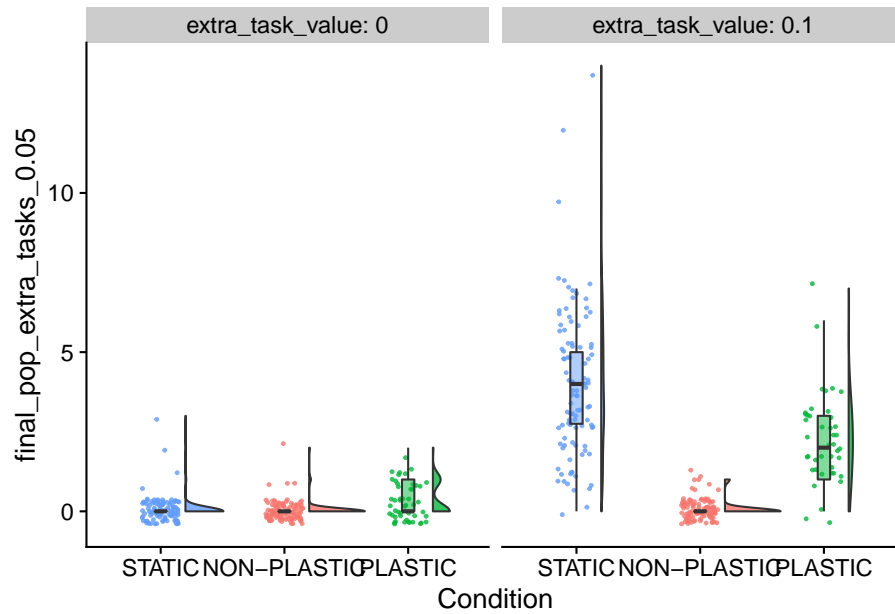 extra_task_value: 0
extra_task_value: 0.1
final_pop_extra_tasks_0.05
10
5
0
STATIC NON−PLASTIC PLASTIC
STATIC NON−PLASTIC PLASTIC
Condition